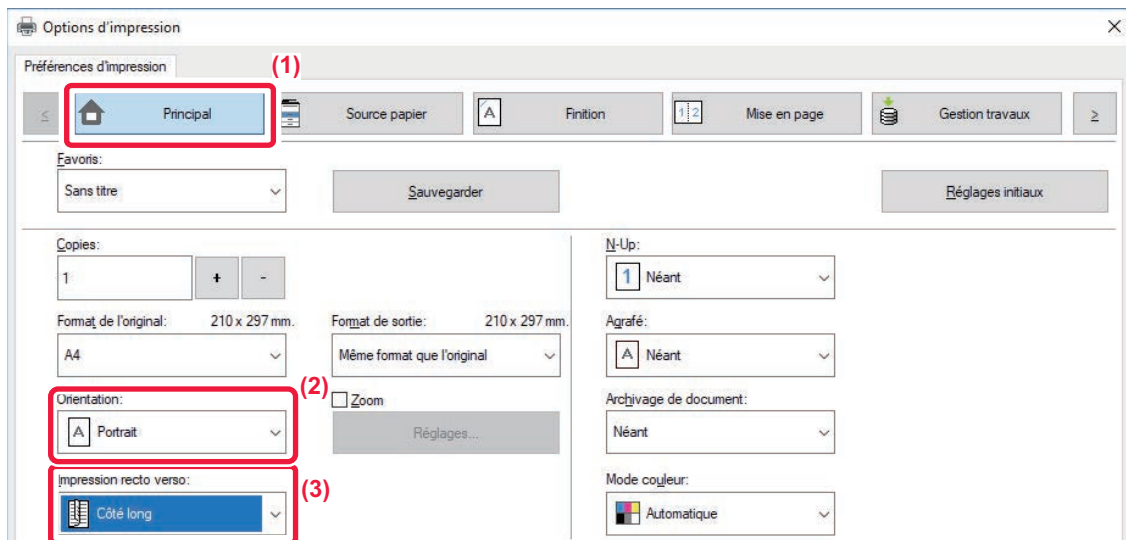 Options d'impression
Préférences d'impression
(1)
≤ Principal Source papier A Finition 1 2 Mise en page Gestion travaux ≥
Favoris:
Sans titre Sauvegarder Réglages initiaux
Copies: N-Up:
1 + - 1 Néant
Format de l'original: 210 x 297 mm. Format de sortie: 210 x 297 mm. Agrafé:
A4 Même format que l'original A Néant
(2)
Orientation: Zoom Archivage de document:
A Portrait Réglages... Néant
Impression recto verso: (3) Mode couleur:
Côté long Automatique